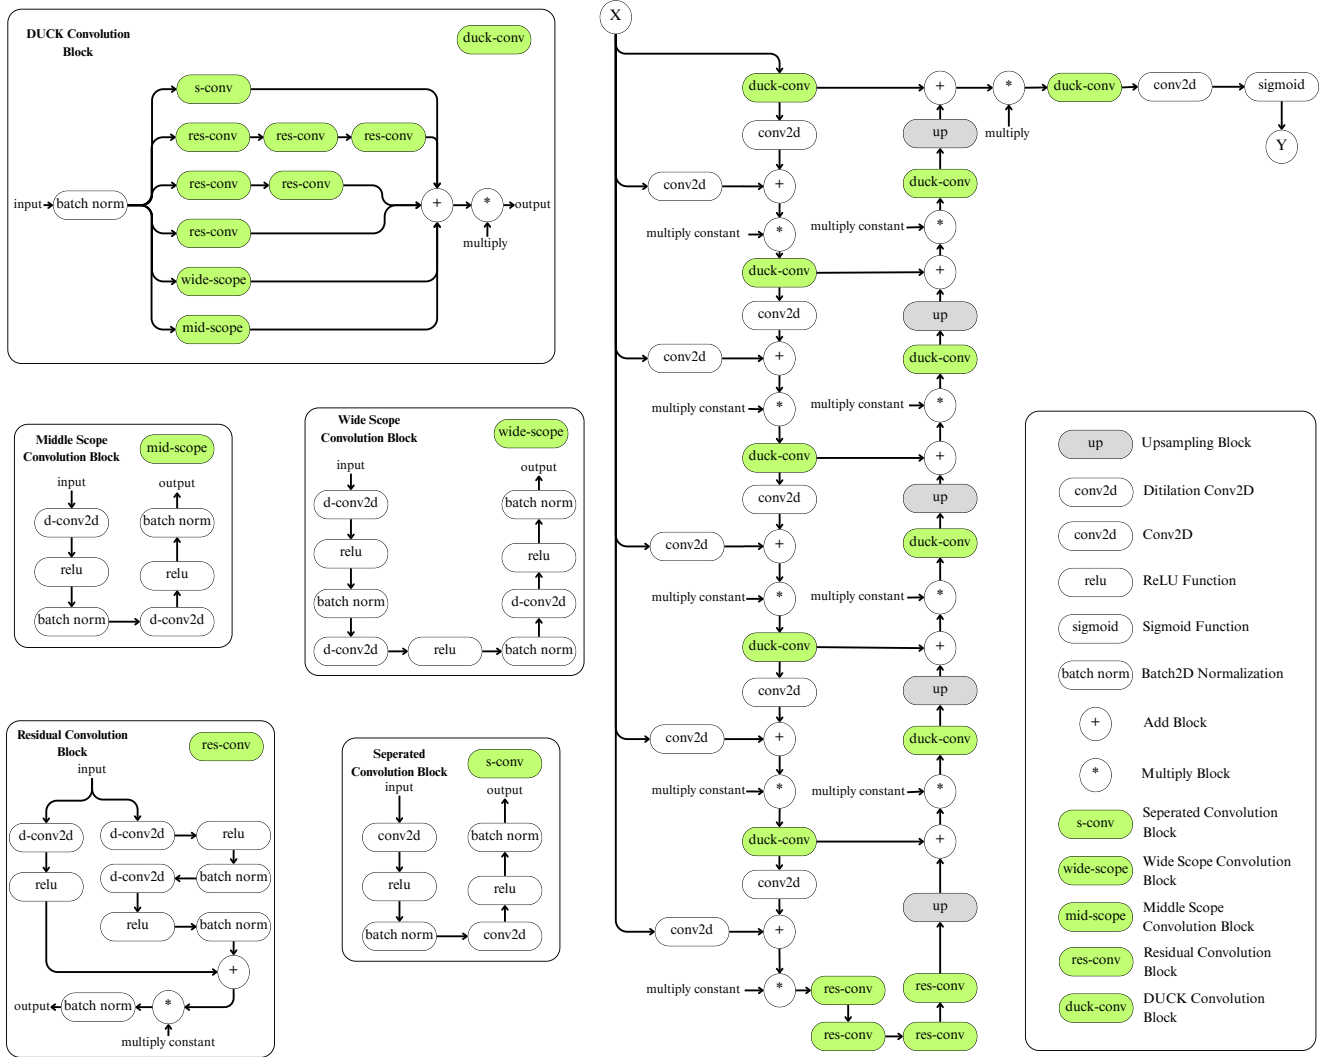 DUCK Convolution
Block
duck-conv
s-conv
res-conv
res-conv
res-conv
res-conv
res-conv
input
batch norm
+
*
output
multiply
res-conv
wide-scope
mid-scope
Middle Scope
Convolution Block
mid-scope
input
output
d-conv2d
batch norm
relu
relu
batch norm
d-conv2d
Wide Scope
Convolution Block
wide-scope
input
output
d-conv2d
batch norm
relu
relu
batch norm
d-conv2d
d-conv2d
relu
batch norm
Residual Convolution
Block
res-conv
input
d-conv2d
d-conv2d
relu
relu
d-conv2d
batch norm
relu
batch norm
+
output
batch norm
*
multiply constant
Seperated
Convolution Block
s-conv
input
output
conv2d
batch norm
relu
relu
batch norm
conv2d
X
duck-conv
+
*
duck-conv
conv2d
sigmoid
multiply
Y
conv2d
up
conv2d
+
duck-conv
multiply constant
*
multiply constant
*
duck-conv
+
conv2d
up
conv2d
+
duck-conv
multiply constant
*
multiply constant
*
duck-conv
+
conv2d
up
conv2d
+
duck-conv
multiply constant
*
multiply constant
*
duck-conv
+
conv2d
up
conv2d
+
duck-conv
multiply constant
*
multiply constant
*
duck-conv
+
conv2d
up
conv2d
+
multiply constant
*
res-conv
res-conv
res-conv
res-conv
up
Upsampling Block
conv2d
Ditilation Conv2D
conv2d
Conv2D
relu
ReLU Function
sigmoid
Sigmoid Function
batch norm
Batch2D Normalization
+
Add Block
*
Multiply Block
s-conv
Seperated Convolution
Block
wide-scope
Wide Scope Convolution
Block
mid-scope
Middle Scope
Convolution Block
res-conv
Residual Convolution
Block
duck-conv
DUCK Convolution
Block